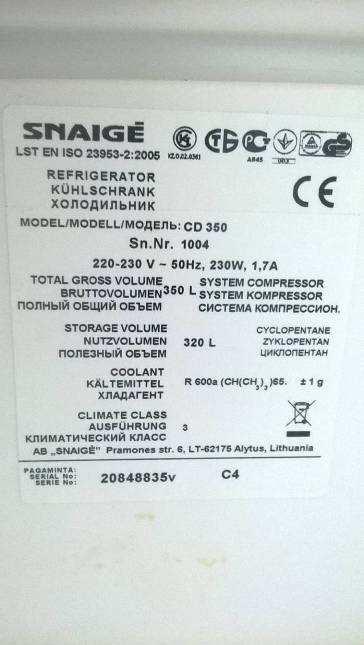 SNAIGĖ
LST EN ISO 23953-2:2005
REFRIGERATOR
KÜHLSCHRANK
ХОЛОДИЛЬНИК
CE
MODEL/MODELL/МОДЕЛЬ: CD 350
Sn.Nr. 1004
220-230 V ~ 50Hz, 230W, 1,7A
TOTAL GROSS VOLUME
BRUTTOVOLUMEN 350 L
ПОЛНЫЙ ОБЩИЙ ОБЪЕМ
SYSTEM COMPRESSOR
SYSTEM KOMPRESSOR
СИСТЕМА КОМПРЕССИОН.
STORAGE VOLUME
NUTZVOLUMEN 320 L
ПОЛЕЗНЫЙ ОБЪЕМ
CYCLOPENTANE
ZYKLOPENTAN
ЦИКЛОПЕНТАН
COOLANT
KÄLTEMITTEL R 600a (CH(CH₃)₃)65. ± 1 g
ХЛАДАГЕНТ
CLIMATE CLASS
AUSFÜHRUNG 3
КЛИМАТИЧЕСКИЙ КЛАСС
AB „SNAIGĖ" Pramones str. 6, LT-62175 Alytus, Lithuania
PAGAMINTA:
SERIAL No: 20848835v C4
SERIE No: